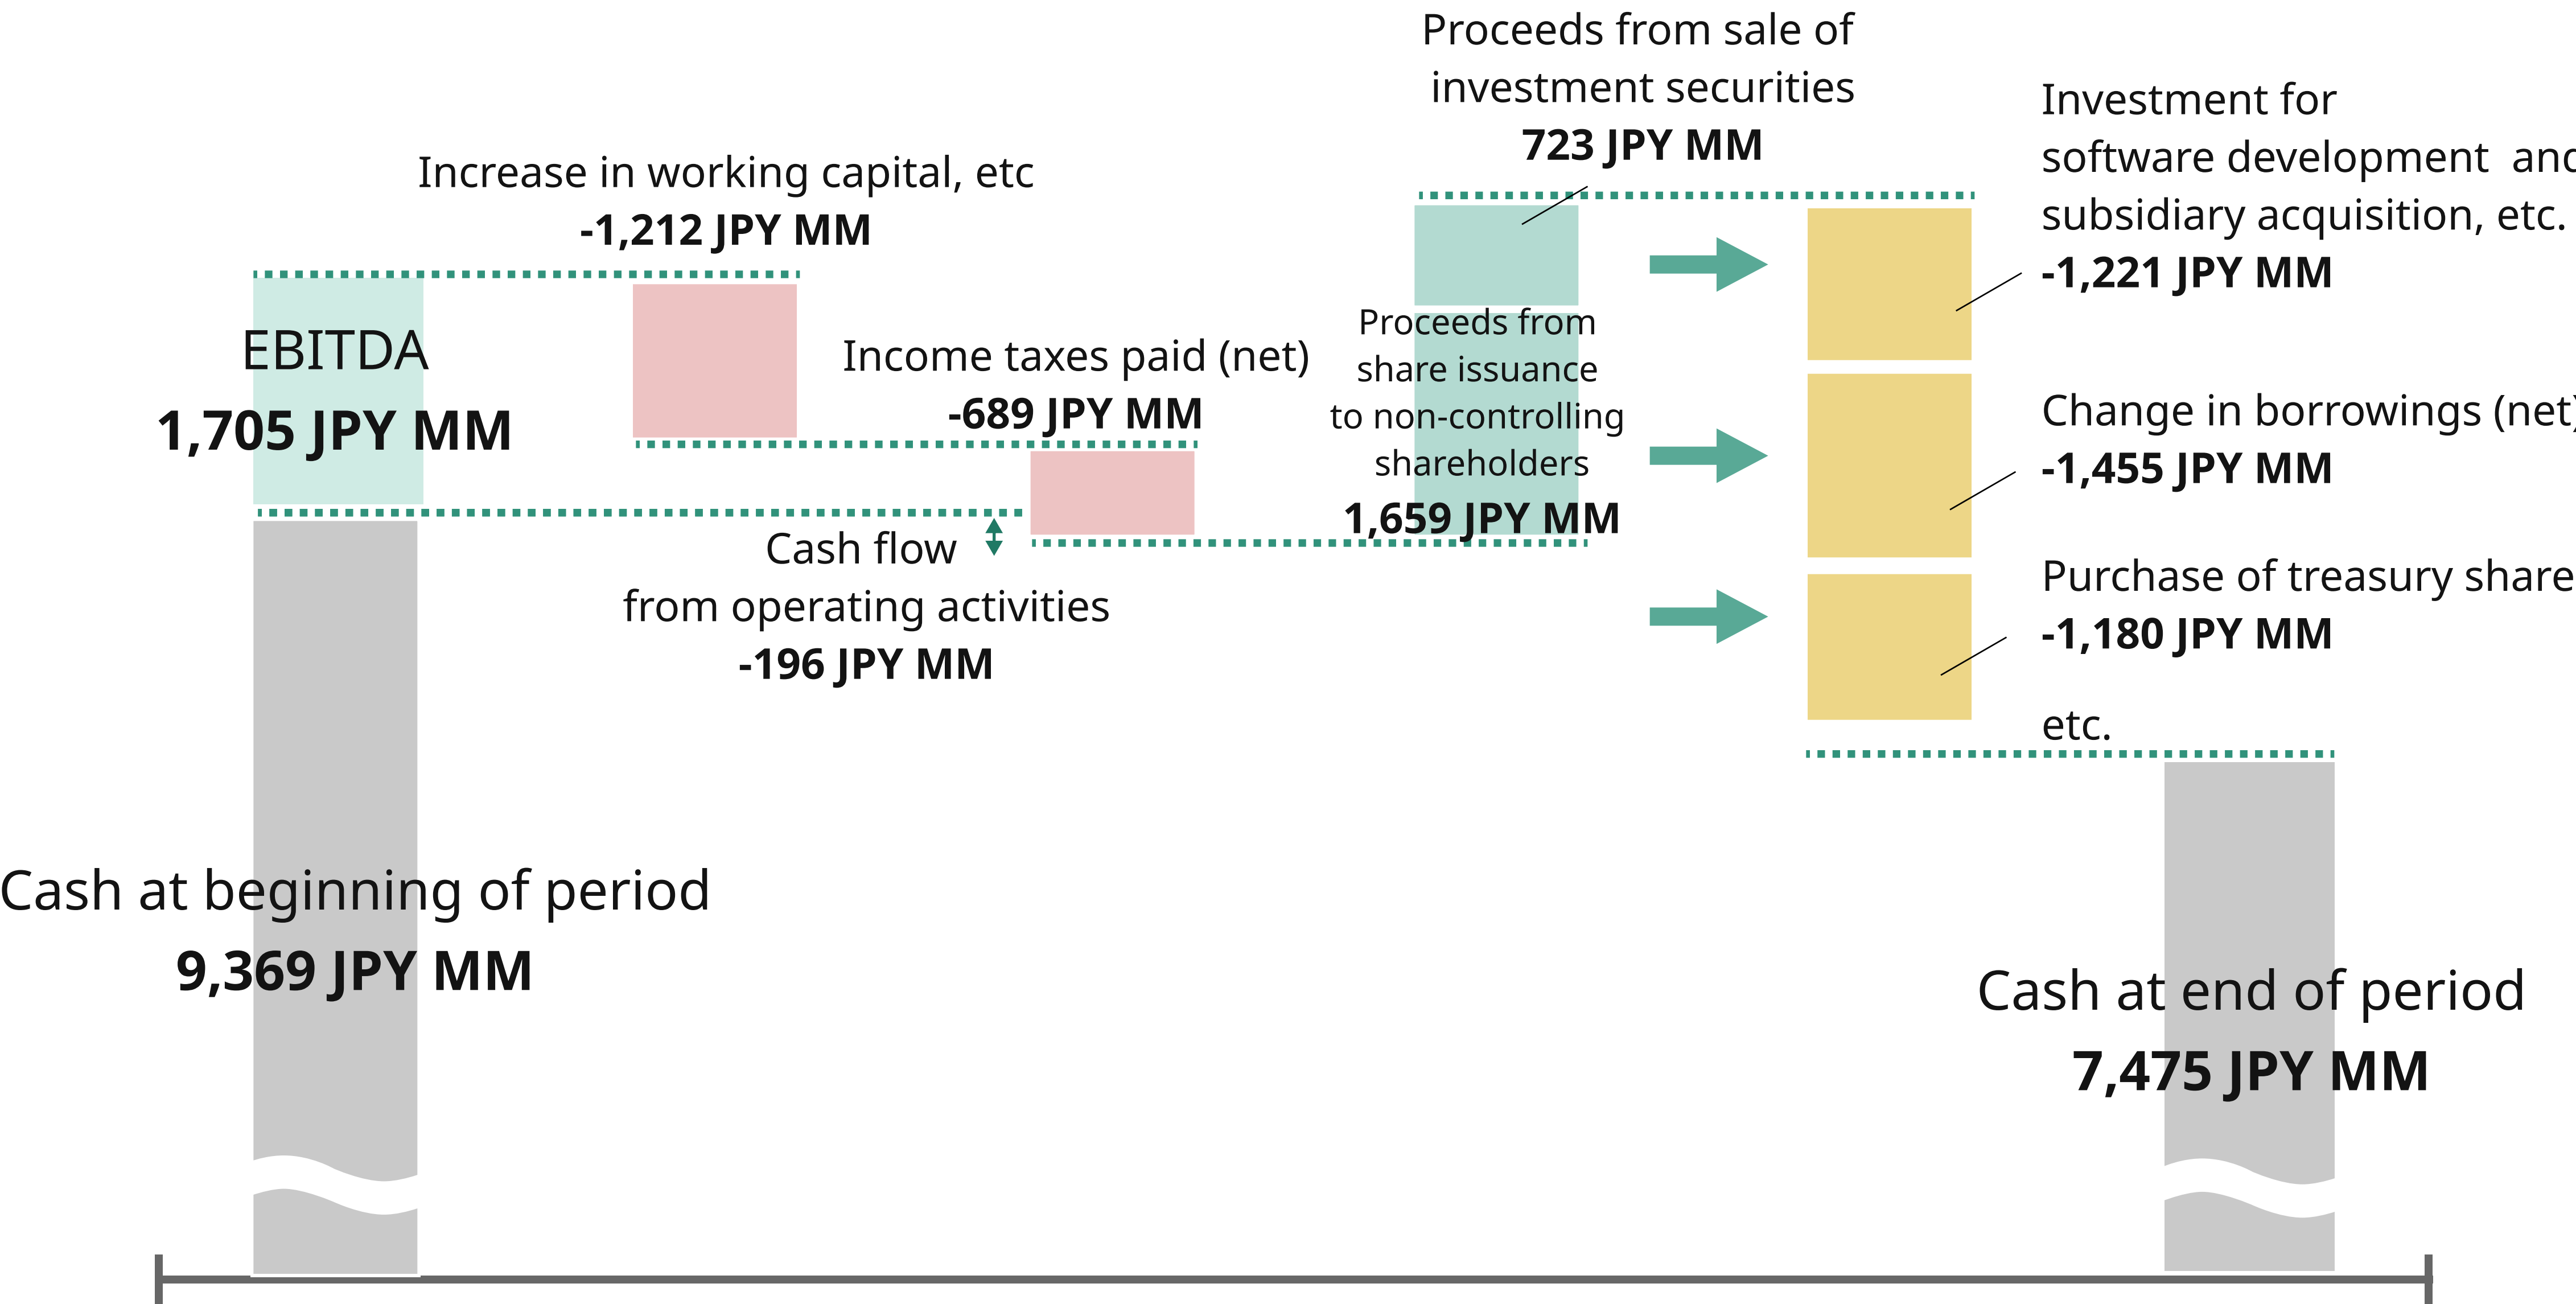 Proceeds from sale of
investment securities
723 JPY MM
Investment for
software development and
subsidiary acquisition, etc.
-1,221 JPY MM
Increase in working capital, etc
-1,212 JPY MM
EBITDA
1,705 JPY MM
Income taxes paid (net)
-689 JPY MM
Proceeds from
share issuance
to non-controlling
shareholders
1,659 JPY MM
Change in borrowings (net)
-1,455 JPY MM
Cash flow
from operating activities
-196 JPY MM
Purchase of treasury share
-1,180 JPY MM
etc.
Cash at beginning of period
9,369 JPY MM
Cash at end of period
7,475 JPY MM